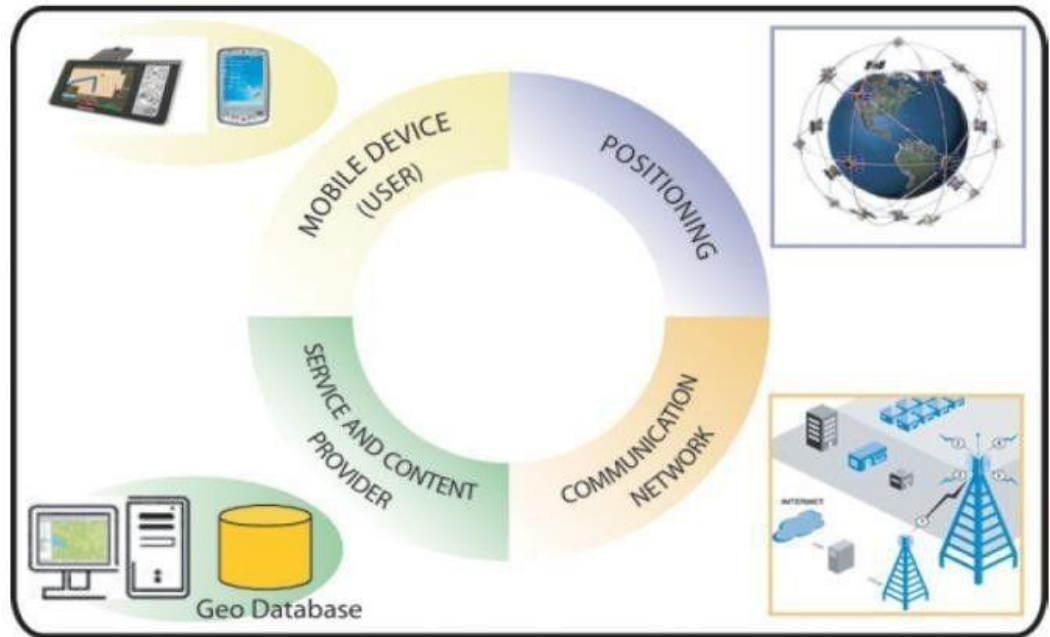 MOBILE DEVICE
(USER)
POSITIONING
SERVICE AND CONTENT
PROVIDER
COMMUNICATION
NETWORK
INTERNET
Geo Database